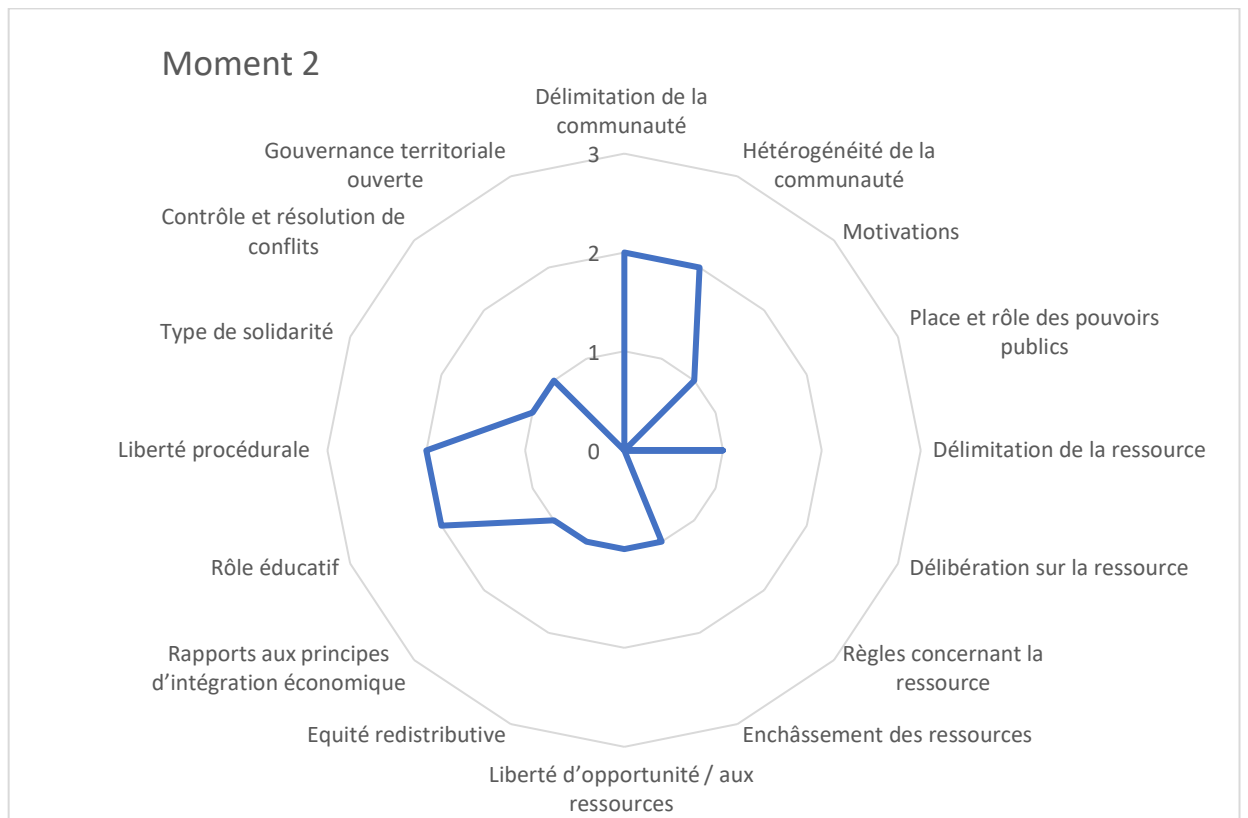 Moment 2
Délimitation de la
communauté
Hétérogénéité de la
communauté
Motivations
Place et rôle des pouvoirs
publics
Délimitation de la ressource
Délibération sur la ressource
Règles concernant la
ressource
Enchâssement des ressources
Liberté d’opportunité / aux
ressources
Equité redistributive
Rapports aux principes
d’intégration économique
Rôle éducatif
Liberté procédurale
Type de solidarité
Contrôle et résolution de
conflits
Gouvernance territoriale
ouverte
3
2
1
0